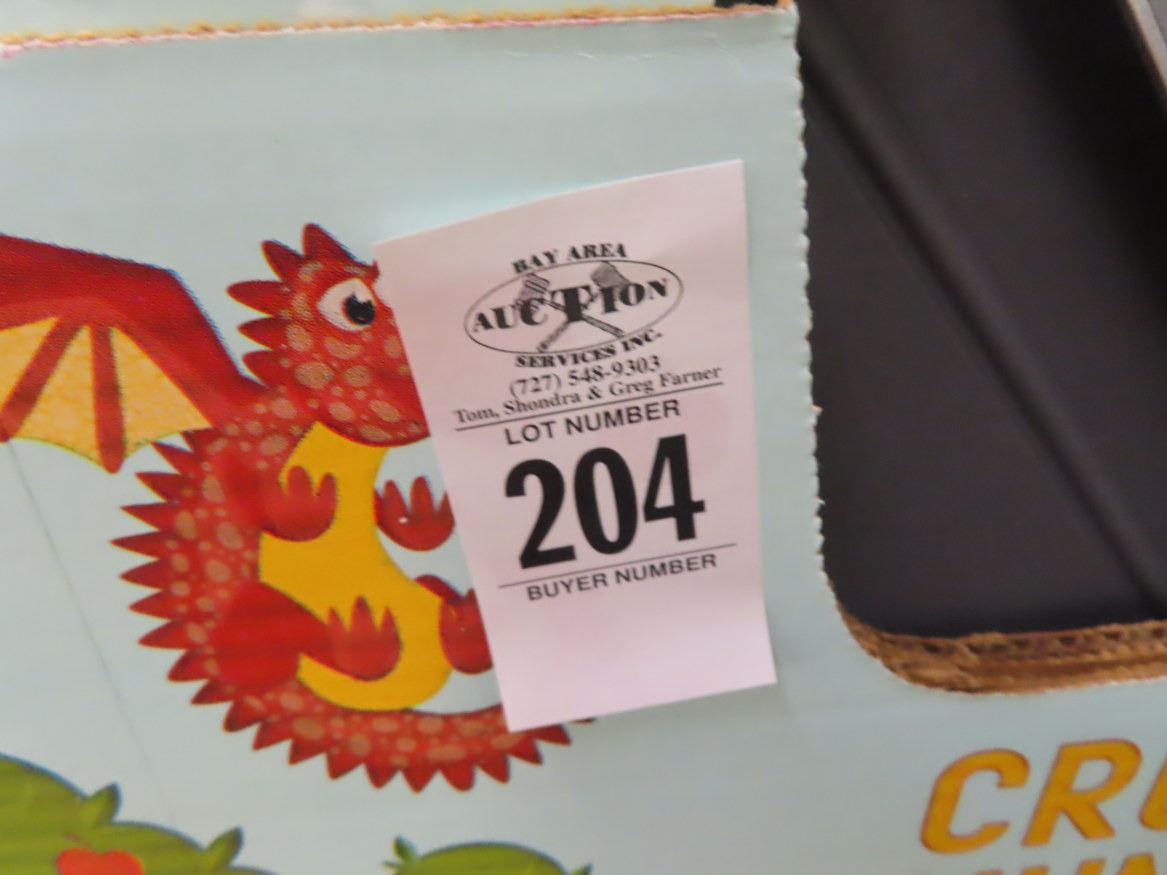 BAY AREA
AUCTION
SERVICES INC.
(727) 548-9303
Tom, Shondra & Greg Farner
LOT NUMBER
204
BUYER NUMBER